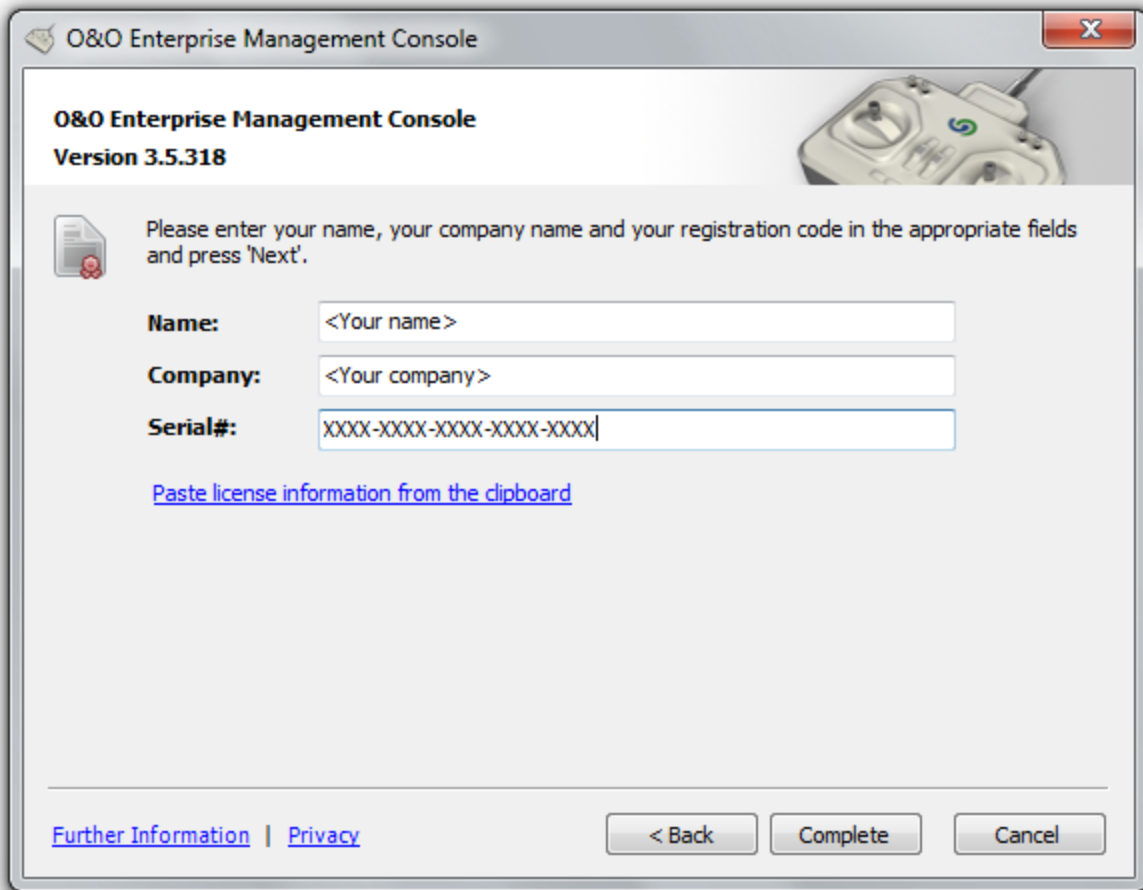 O&O Enterprise Management Console
O&O Enterprise Management Console
Version 3.5.318
Please enter your name, your company name and your registration code in the appropriate fields
and press 'Next'.
Name: <Your name>
Company: <Your company>
Serial#: XXXX-XXXX-XXXX-XXXX-XXXX
Paste license information from the clipboard
Further Information | Privacy < Back Complete Cancel